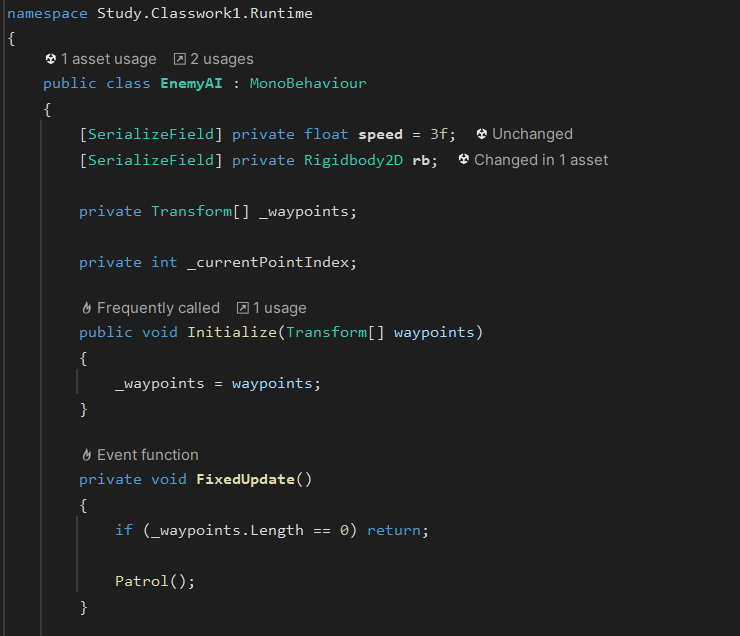 namespace Study.Classwork1.Runtime
{
1 asset usage 2 usages
public class EnemyAI : MonoBehaviour
{
[SerializeField] private float speed = 3f; Unchanged
[SerializeField] private Rigidbody2D rb; Changed in 1 asset
private Transform[] _waypoints;
private int _currentPointIndex;
Frequently called 1 usage
public void Initialize(Transform[] waypoints)
{
_waypoints = waypoints;
}
Event function
private void FixedUpdate()
{
if (_waypoints.Length == 0) return;
Patrol();
}